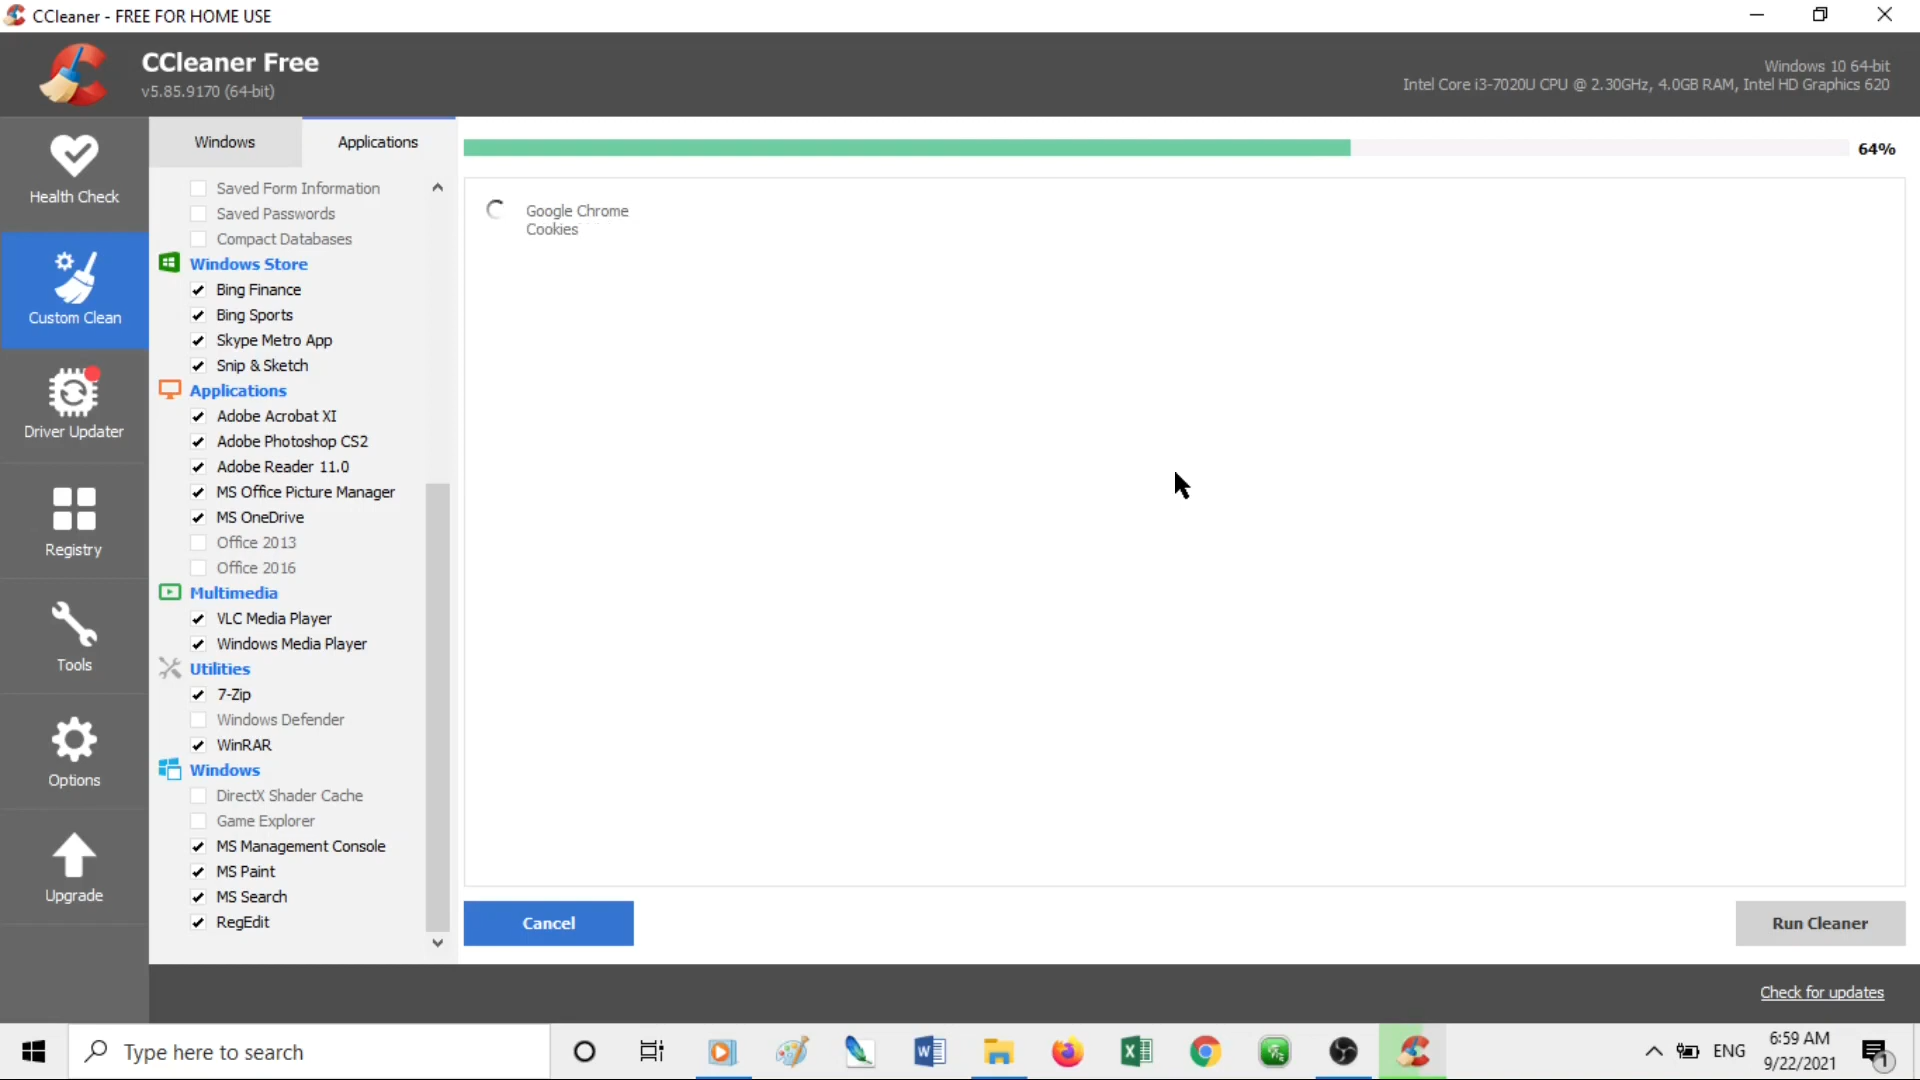 CCleaner - FREE FOR HOME USE
CCleaner Free
v5.85.9170 (64-bit)
Windows 10 64-bit
Intel Core i3-7020U CPU @ 2.30GHz, 4.0GB RAM, Intel HD Graphics 620
Health Check
Custom Clean
Driver Updater
Registry
Tools
Options
Upgrade
Windows
Applications
Saved Form Information
Saved Passwords
Compact Databases
Windows Store
Bing Finance
Bing Sports
Skype Metro App
Snip & Sketch
Applications
Adobe Acrobat XI
Adobe Photoshop CS2
Adobe Reader 11.0
MS Office Picture Manager
MS OneDrive
Office 2013
Office 2016
Multimedia
VLC Media Player
Windows Media Player
Utilities
7-Zip
Windows Defender
WinRAR
Windows
DirectX Shader Cache
Game Explorer
MS Management Console
MS Paint
MS Search
RegEdit
64%
Google Chrome
Cookies
Cancel
Run Cleaner
Check for updates
Type here to search
ENG
6:59 AM
9/22/2021
1